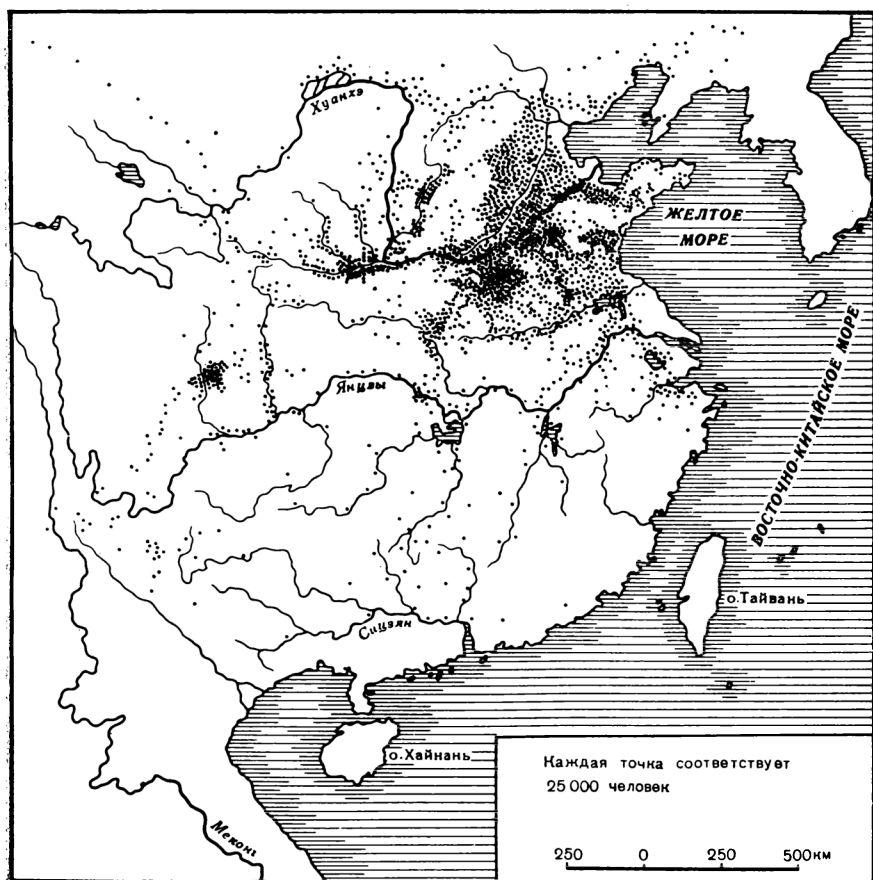 Хуанхэ
ЖЕЛТОЕ
МОРЕ
ВОСТОЧНО-КИТАЙСКОЕ МОРЕ
Янцзы
о.Тайвань
Сицзян
о.Хайнань
Меконг
Каждая точка соответствует
25 000 человек
250 0 250 500км